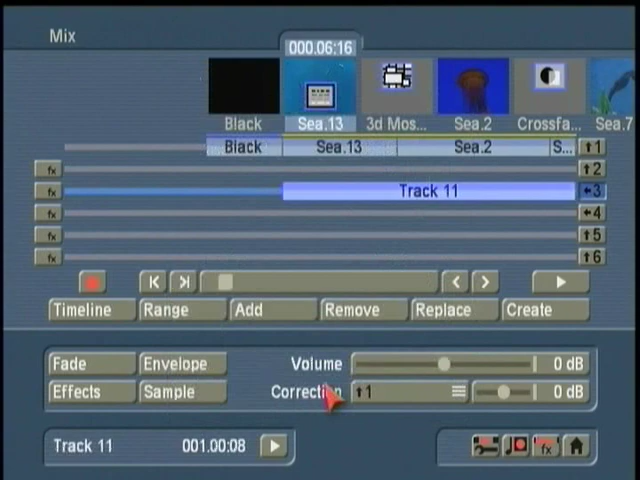 Mix
000.06:16
Black Sea.13 3d Mos... Sea.2 Crossfa... Sea.7
Black Sea.13 Sea.2 S... 1
fx 2
fx Track 11 3
fx 4
fx 5
fx 6
Timeline Range Add Remove Replace Create
Fade Envelope Volume 0 dB
Effects Sample Correction 1 0 dB
Track 11 001.00:08 fx